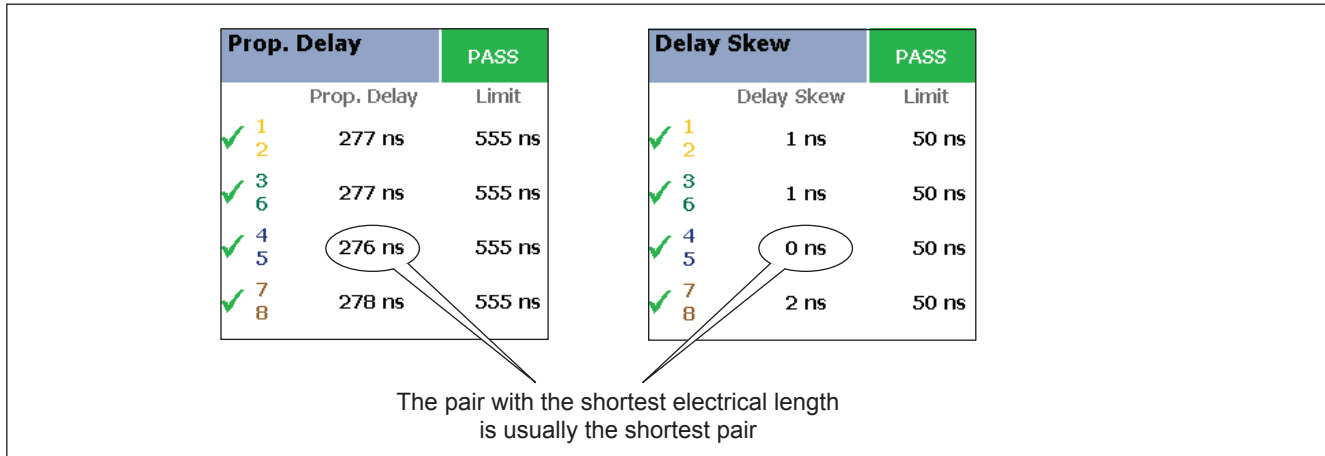 Prop. Delay PASS
Prop. Delay Limit
1 2 277 ns 555 ns
3 6 277 ns 555 ns
4 5 276 ns 555 ns
7 8 278 ns 555 ns
Delay Skew PASS
Delay Skew Limit
1 2 1 ns 50 ns
3 6 1 ns 50 ns
4 5 0 ns 50 ns
7 8 2 ns 50 ns
The pair with the shortest electrical length
is usually the shortest pair